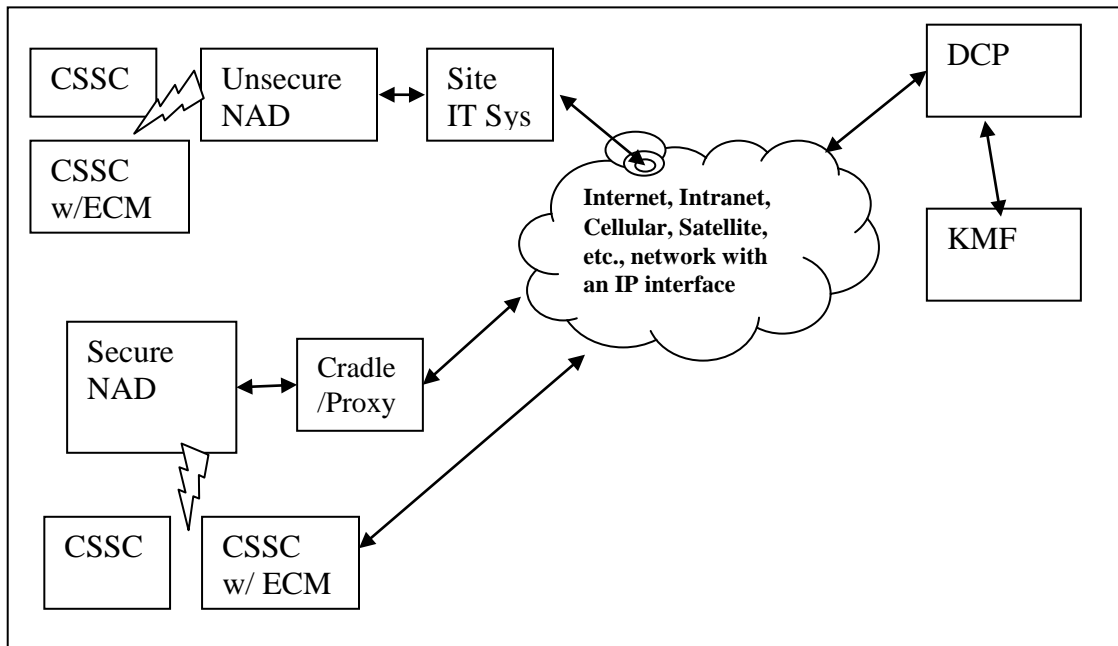 CSSC
Unsecure
NAD
Site
IT Sys
DCP
CSSC
w/ECM
Internet, Intranet,
Cellular, Satellite,
etc., network with
an IP interface
KMF
Secure
NAD
Cradle
/Proxy
CSSC
CSSC
w/ ECM